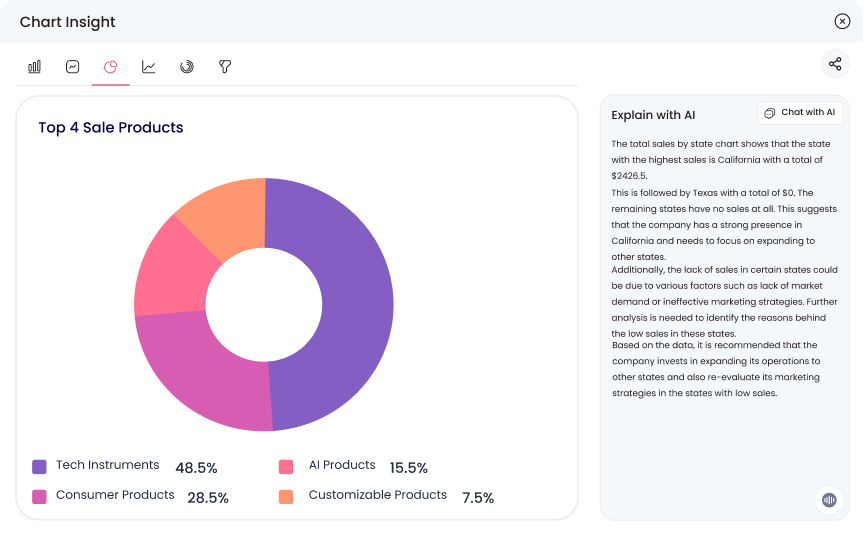 Chart Insight
Top 4 Sale Products
Tech Instruments 48.5%
AI Products 15.5%
Consumer Products 28.5%
Customizable Products 7.5%
Explain with AI
Chat with AI
The total sales by state chart shows that the state
with the highest sales is California with a total of
$2426.5.
This is followed by Texas with a total of $0. The
remaining states have no sales at all. This suggests
that the company has a strong presence in
California and needs to focus on expanding to
other states.
Additionally, the lack of sales in certain states could
be due to various factors such as lack of market
demand or ineffective marketing strategies. Further
analysis is needed to identify the reasons behind
the low sales in these states.
Based on the data, it is recommended that the
company invests in expanding its operations to
other states and also re-evaluate its marketing
strategies in the states with low sales.